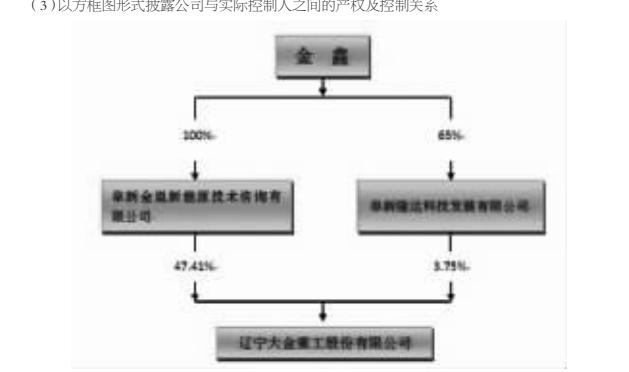 （3）以方框图形式披露公司与实际控制人之间的产权及控制关系
金 鑫
100%
65%
阜新金胤新能源技术咨询有
限公司
阜新隆达科技发展有限公司
47.41%
3.75%
辽宁大金重工股份有限公司